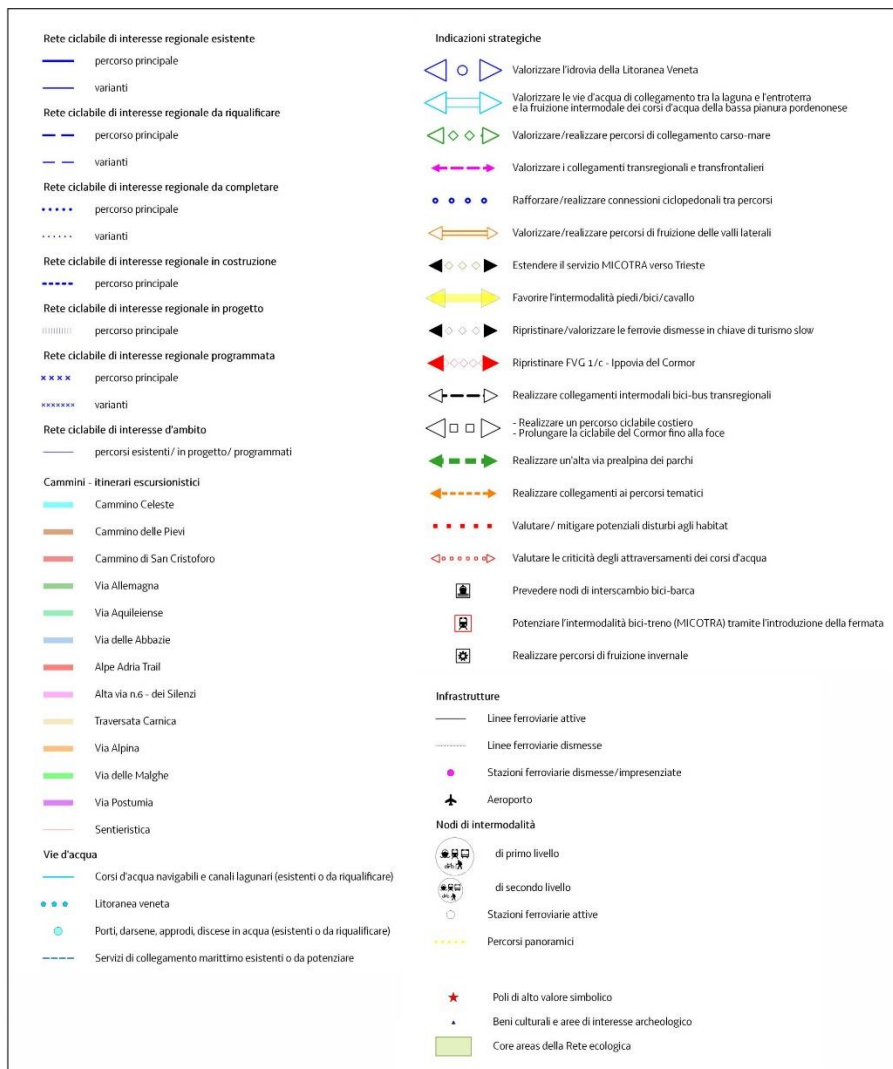 Rete ciclabile di interesse regionale esistente
percorso principale
varianti
Rete ciclabile di interesse regionale da riqualificare
percorso principale
varianti
Rete ciclabile di interesse regionale da completare
percorso principale
varianti
Rete ciclabile di interesse regionale in costruzione
percorso principale
Rete ciclabile di interesse regionale in progetto
percorso principale
Rete ciclabile di interesse regionale programmata
percorso principale
varianti
Rete ciclabile di interesse d'ambito
percorsi esistenti/ in progetto/ programmati
Cammini - itinerari escursionistici
Cammino Celeste
Cammino delle Pievi
Cammino di San Cristoforo
Via Allemagna
Via Aquileiense
Via delle Abbazie
Alpe Adria Trail
Alta via n.6 - dei Silenzi
Traversata Carnica
Via Alpina
Via delle Malghe
Via Postumia
Sentieristica
Vie d'acqua
Corsi d'acqua navigabili e canali lagunari (esistenti o da riqualificare)
Litoranea veneta
Porti, darsene, approdi, discese in acqua (esistenti o da riqualificare)
Servizi di collegamento marittimo esistenti o da potenziare
Indicazioni strategiche
Valorizzare l'idrovia della Litoranea Veneta
Valorizzare le vie d'acqua di collegamento tra la laguna e l'entroterra
e la fruizione intermodale dei corsi d'acqua della bassa pianura pordenonese
Valorizzare/realizzare percorsi di collegamento carso-mare
Valorizzare i collegamenti transregionali e transfrontalieri
Rafforzare/realizzare connessioni ciclopedonali tra percorsi
Valorizzare/realizzare percorsi di fruizione delle valli laterali
Estendere il servizio MICOTRA verso Trieste
Favorire l'intermodalità piedi/bici/cavallo
Ripristinare/valorizzare le ferrovie dismesse in chiave di turismo slow
Ripristinare FVG 1/c - Ippovia del Cormor
Realizzare collegamenti intermodali bici-bus transregionali
- Realizzare un percorso ciclabile costiero
- Prolungare la ciclabile del Cormor fino alla foce
Realizzare un'alta via prealpina dei parchi
Realizzare collegamenti ai percorsi tematici
Valutare/ mitigare potenziali disturbi agli habitat
Valutare le criticità degli attraversamenti dei corsi d'acqua
Prevedere nodi di interscambio bici-barca
Potenziare l'intermodalità bici-treno (MICOTRA) tramite l'introduzione della fermata
Realizzare percorsi di fruizione invernale
Infrastrutture
Linee ferroviarie attive
Linee ferroviarie dismesse
Stazioni ferroviarie dismesse/impresenziate
Aeroporto
Nodi di intermodalità
di primo livello
di secondo livello
Stazioni ferroviarie attive
Percorsi panoramici
Poli di alto valore simbolico
Beni culturali e aree di interesse archeologico
Core areas della Rete ecologica